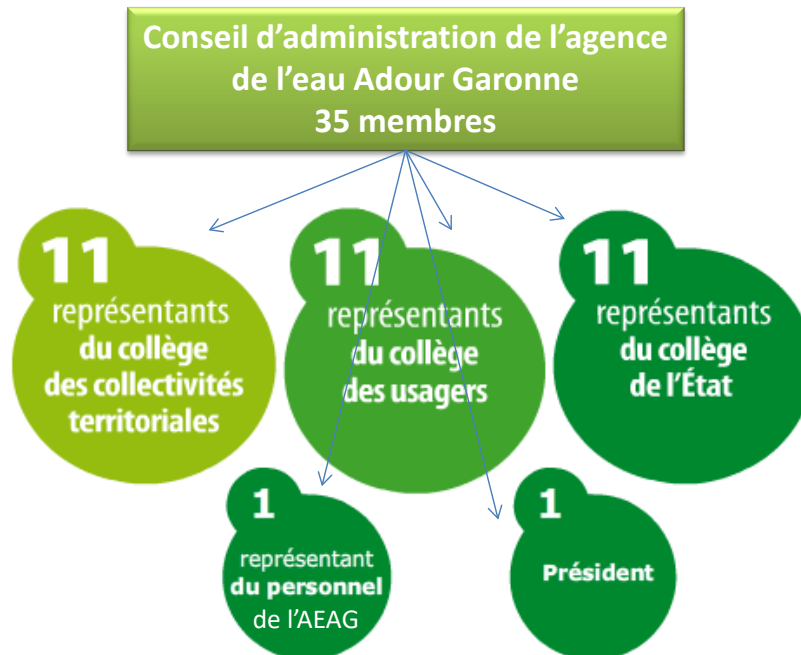 Conseil d’administration de l’agence
de l’eau Adour Garonne
35 membres
11
représentants
du collège
des collectivités
territoriales
11
représentants
du collège
des usagers
11
représentants
du collège
de l’État
1
représentant
du personnel
de l’AEAG
1
Président